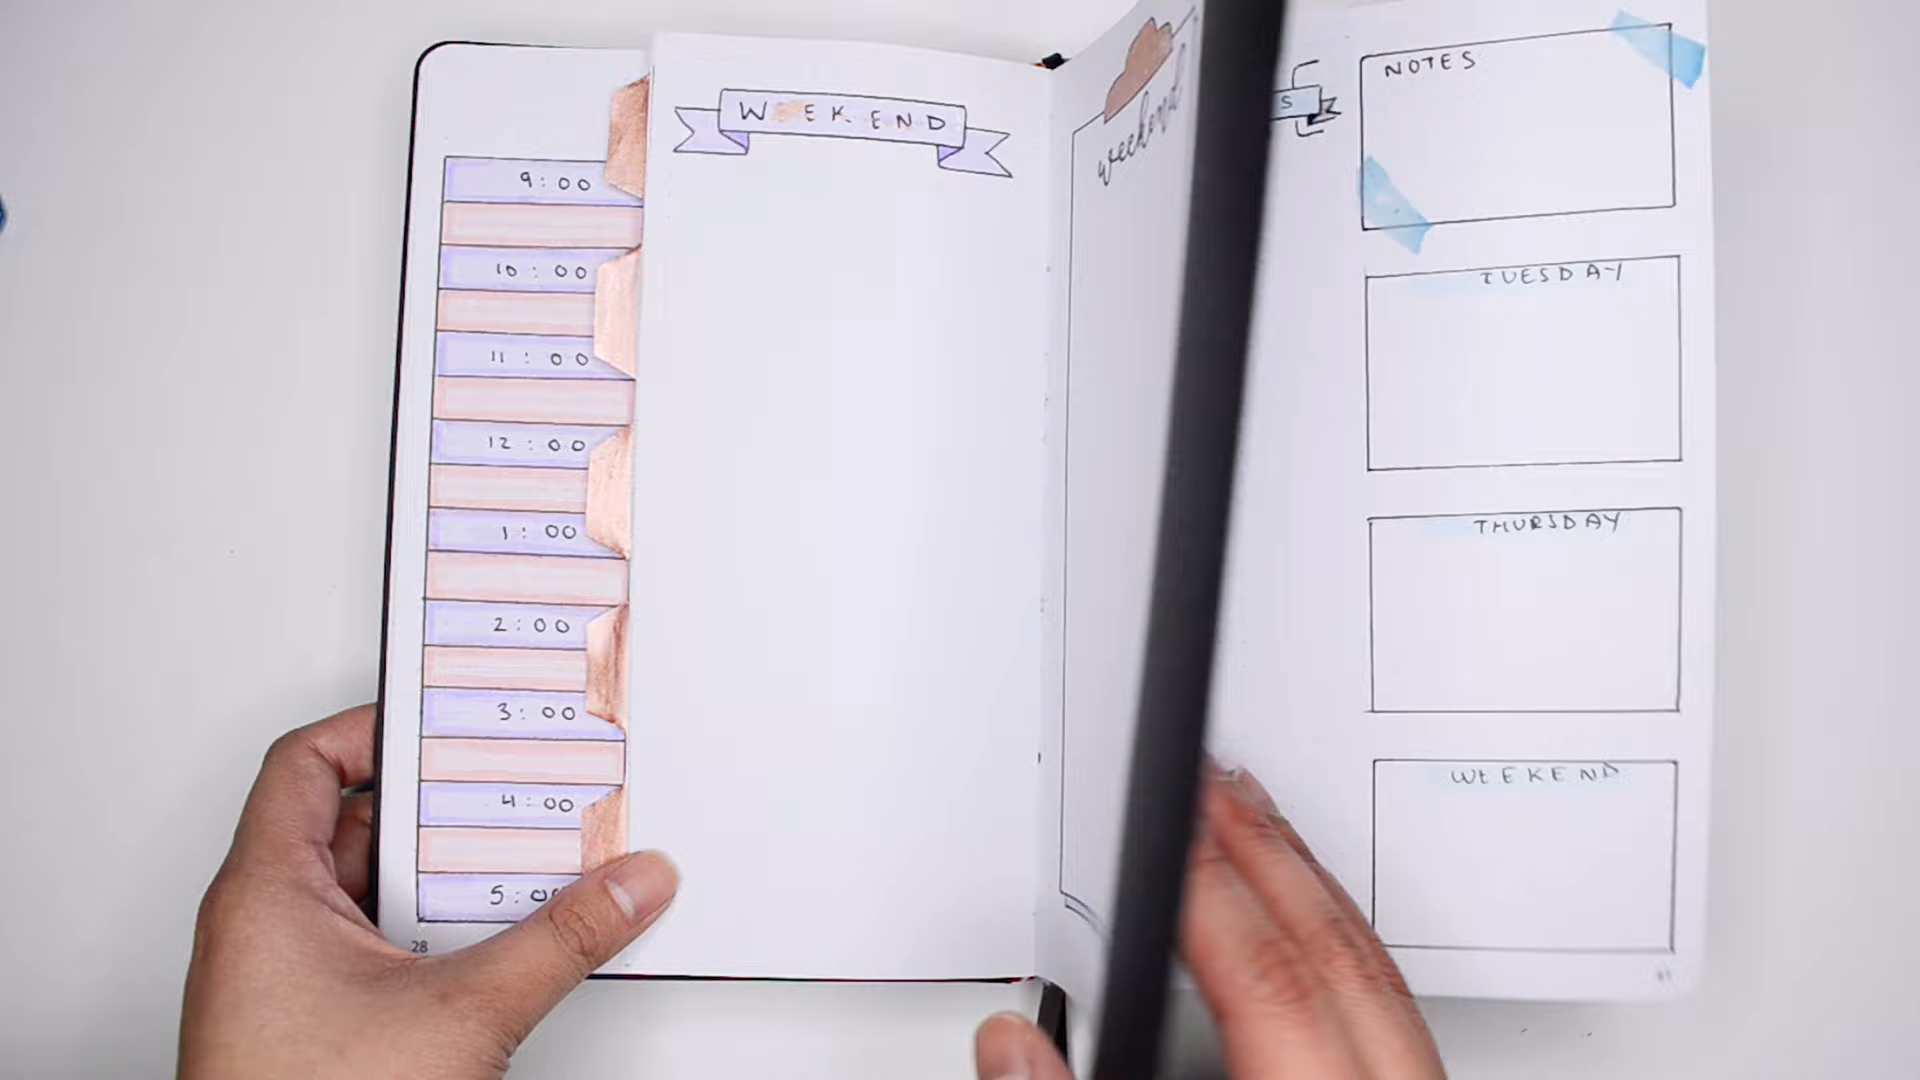 9:00
10:00
11:00
12:00
1:00
2:00
3:00
4:00
5:00
28
WEEKEND
weekend
S
NOTES
TUESDAY
THURSDAY
WEEKEND